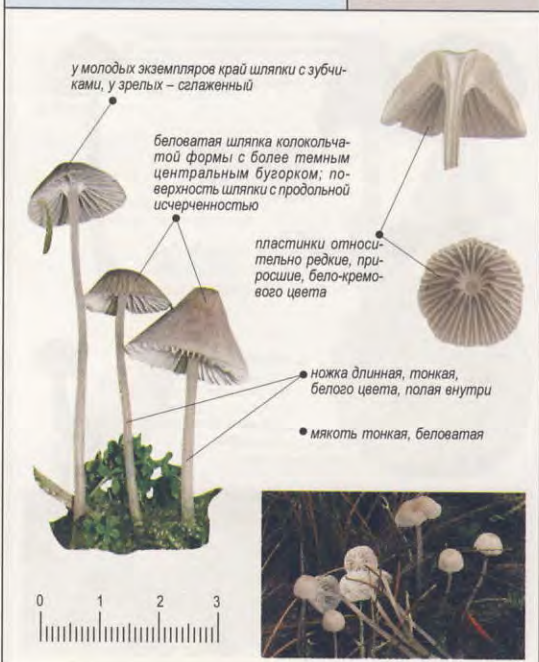 у молодых экземпляров край шляпки с зубчи-
ками, у зрелых – сглаженный
беловатая шляпка колокольча-
той формы с более темным
центральным бугорком; по-
верхность шляпки с продольной
исчерченностью
пластинки относи-
тельно редкие, при-
росшие, бело-кремо-
вого цвета
ножка длинная, тонкая,
белого цвета, полая внутри
мякоть тонкая, беловатая
0 1 2 3